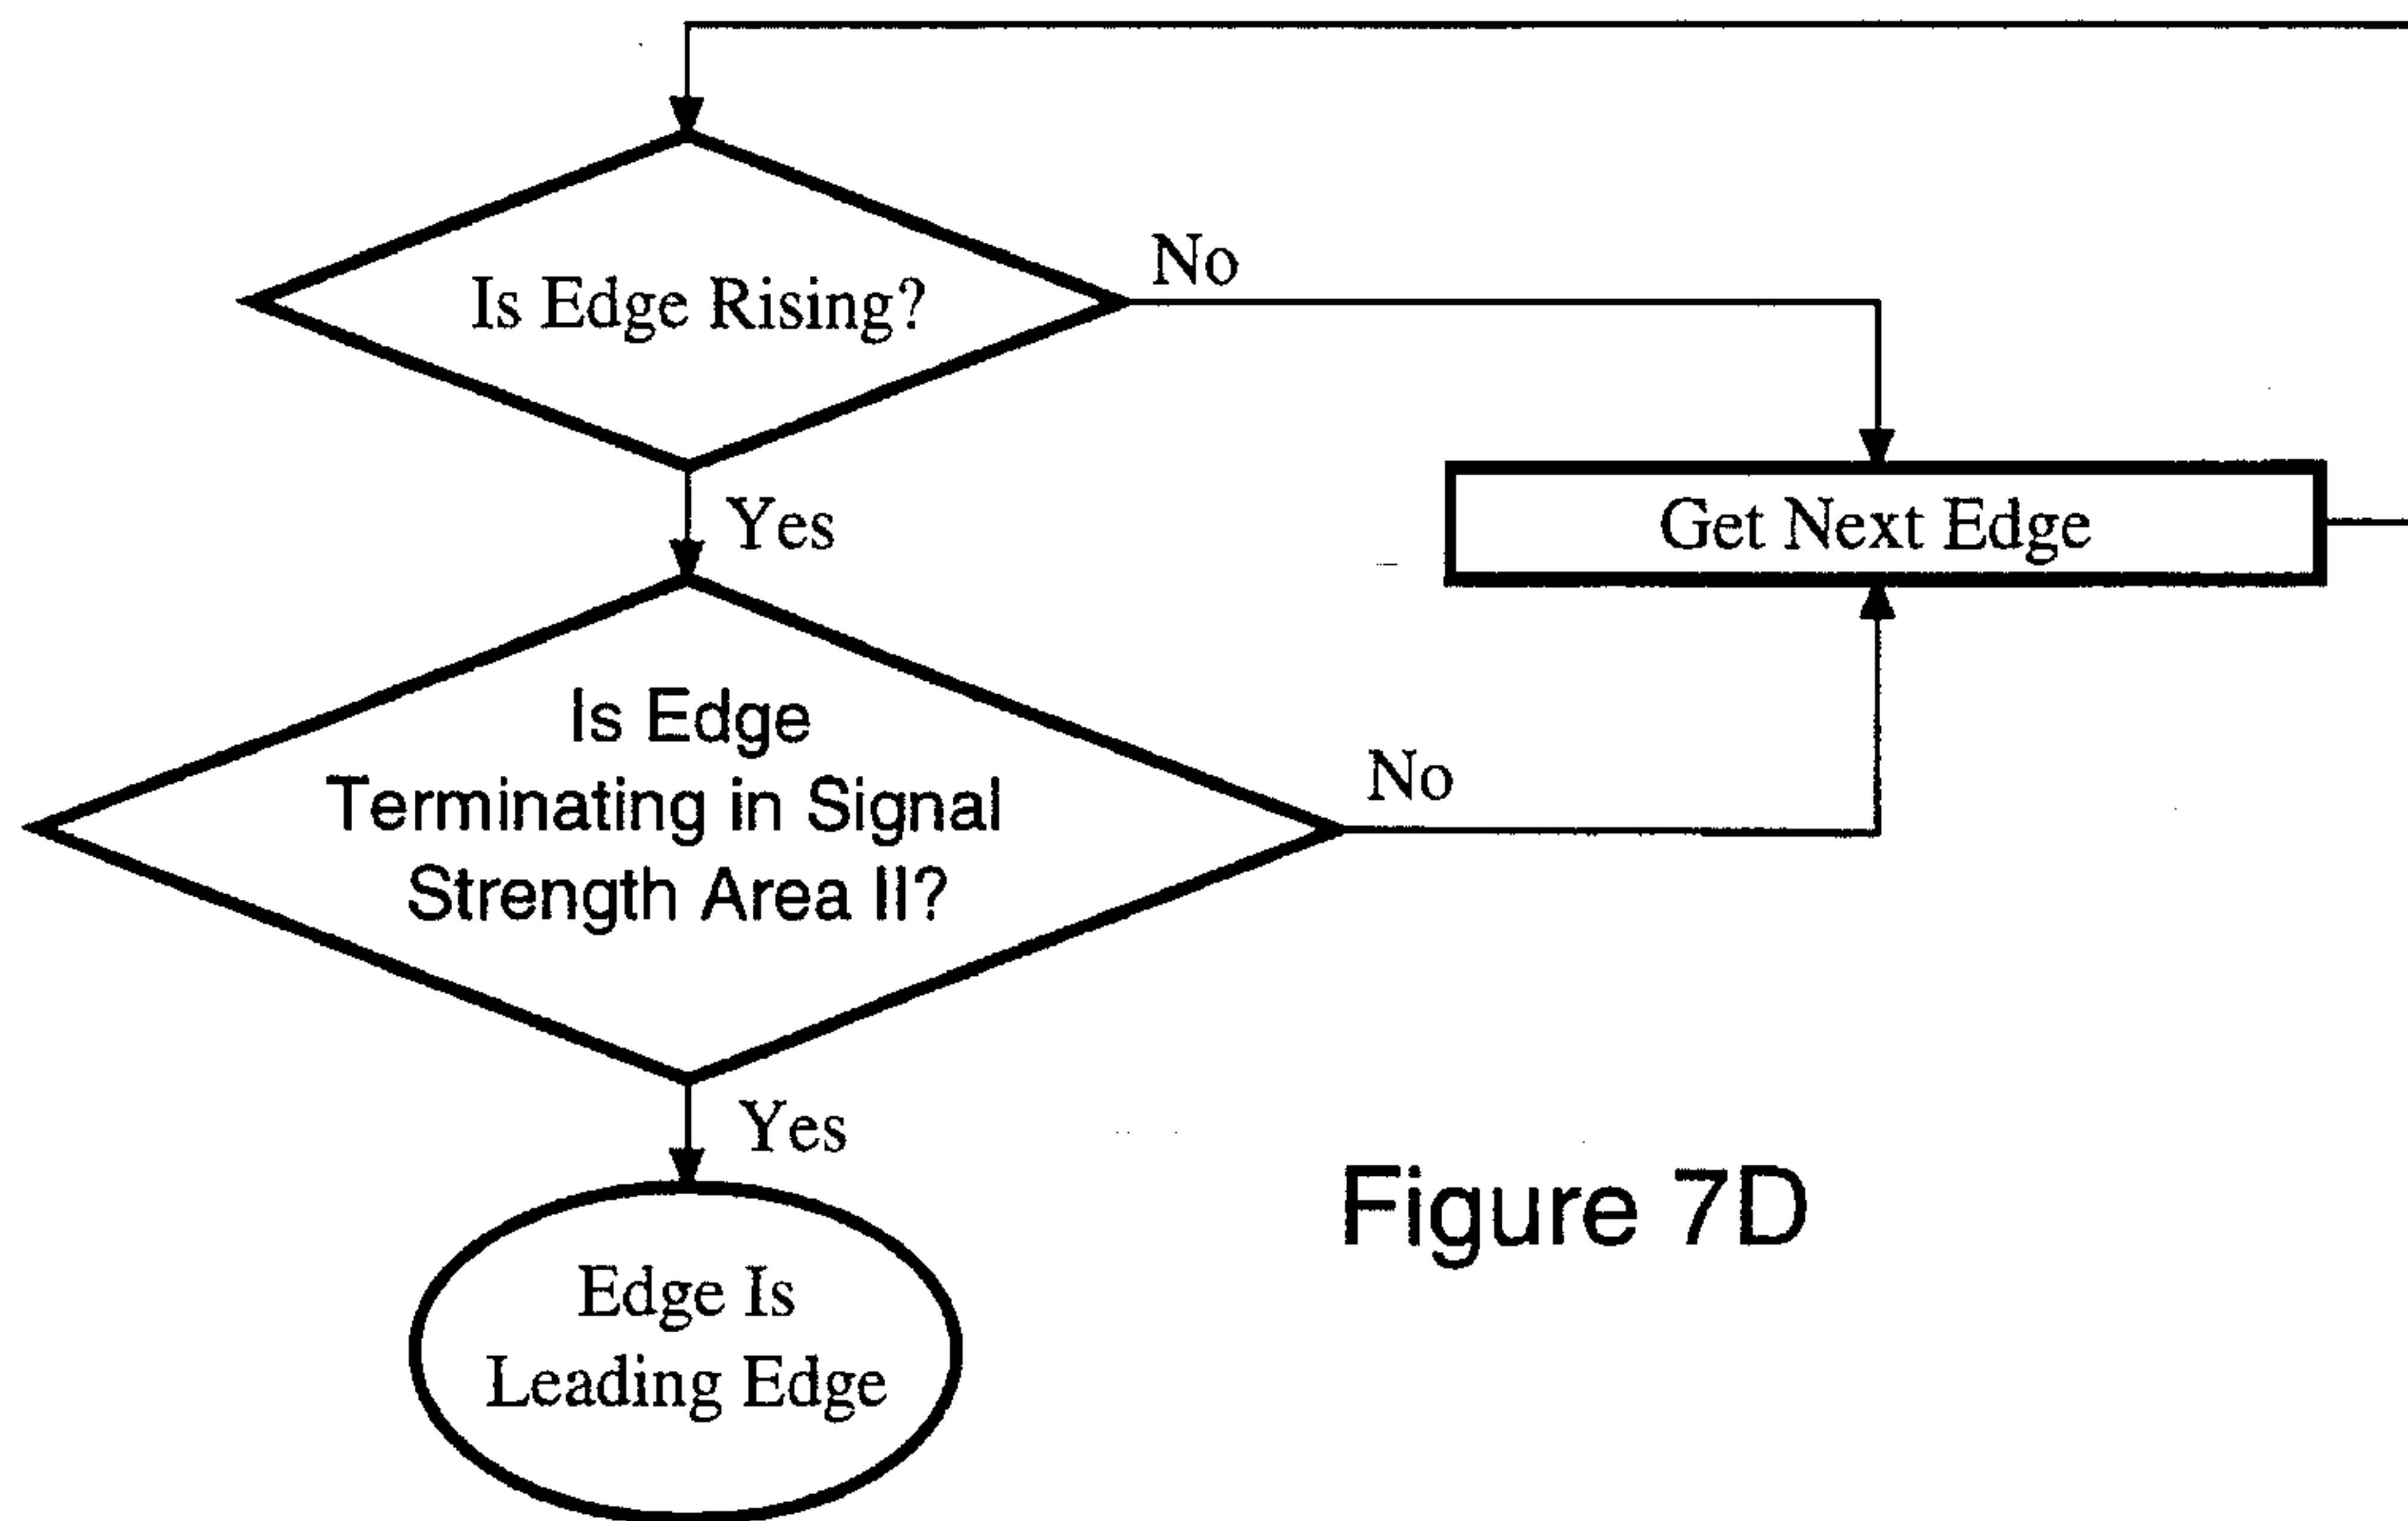 Is Edge Rising?
No
Yes
Get Next Edge
Is Edge
Terminating in Signal
Strength Area II?
No
Yes
Edge Is
Leading Edge
Figure 7D